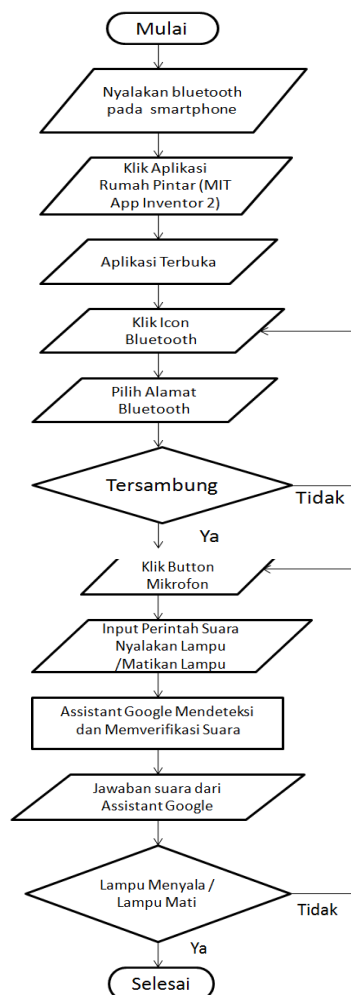 Mulai
Nyalakan bluetooth
pada smartphone
Klik Aplikasi
Rumah Pintar (MIT
App Inventor 2)
Aplikasi Terbuka
Klik Icon
Bluetooth
Pilih Alamat
Bluetooth
Tersambung
Tidak
Ya
Klik Button
Mikrofon
Input Perintah Suara
Nyalakan Lampu
/Matikan Lampu
Assistant Google Mendeteksi
dan Memverifikasi Suara
Jawaban suara dari
Assistant Google
Lampu Menyala /
Lampu Mati
Tidak
Ya
Selesai